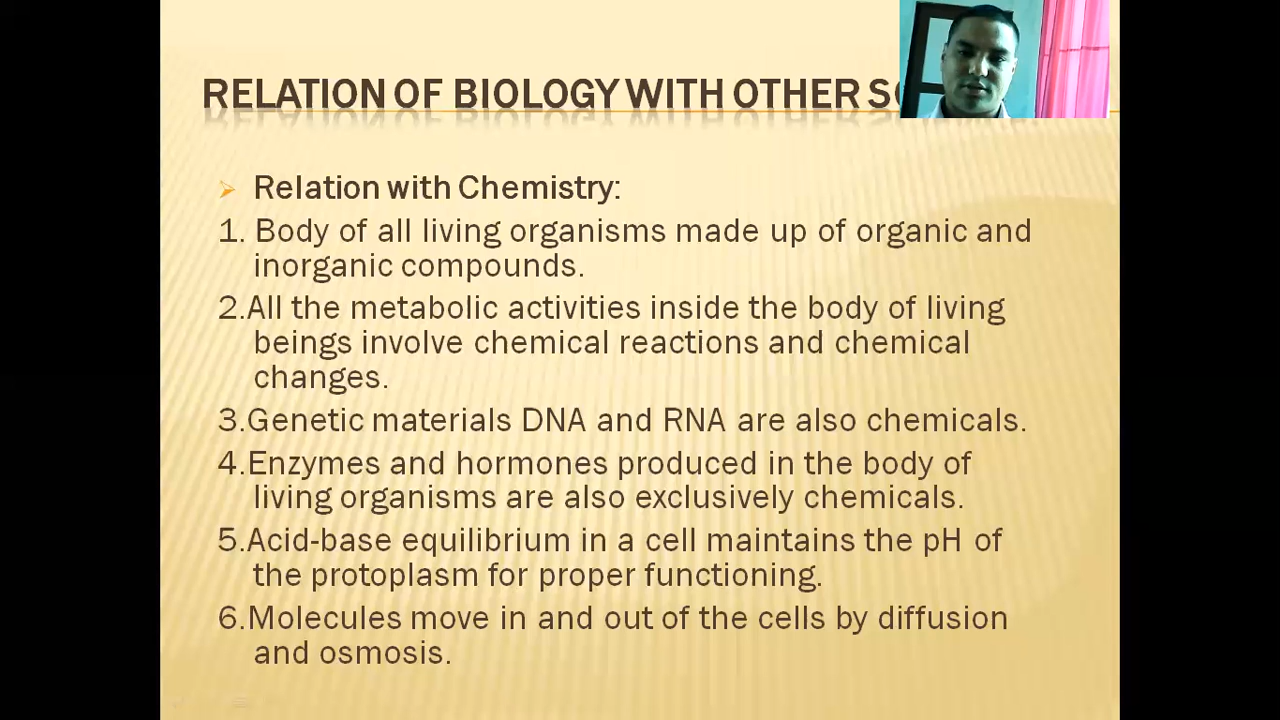 RELATION OF BIOLOGY WITH OTHER
Relation with Chemistry:
1. Body of all living organisms made up of organic and
inorganic compounds.
2.All the metabolic activities inside the body of living
beings involve chemical reactions and chemical
changes.
3.Genetic materials DNA and RNA are also chemicals.
4.Enzymes and hormones produced in the body of
living organisms are also exclusively chemicals.
5.Acid-base equilibrium in a cell maintains the pH of
the protoplasm for proper functioning.
6.Molecules move in and out of the cells by diffusion
and osmosis.